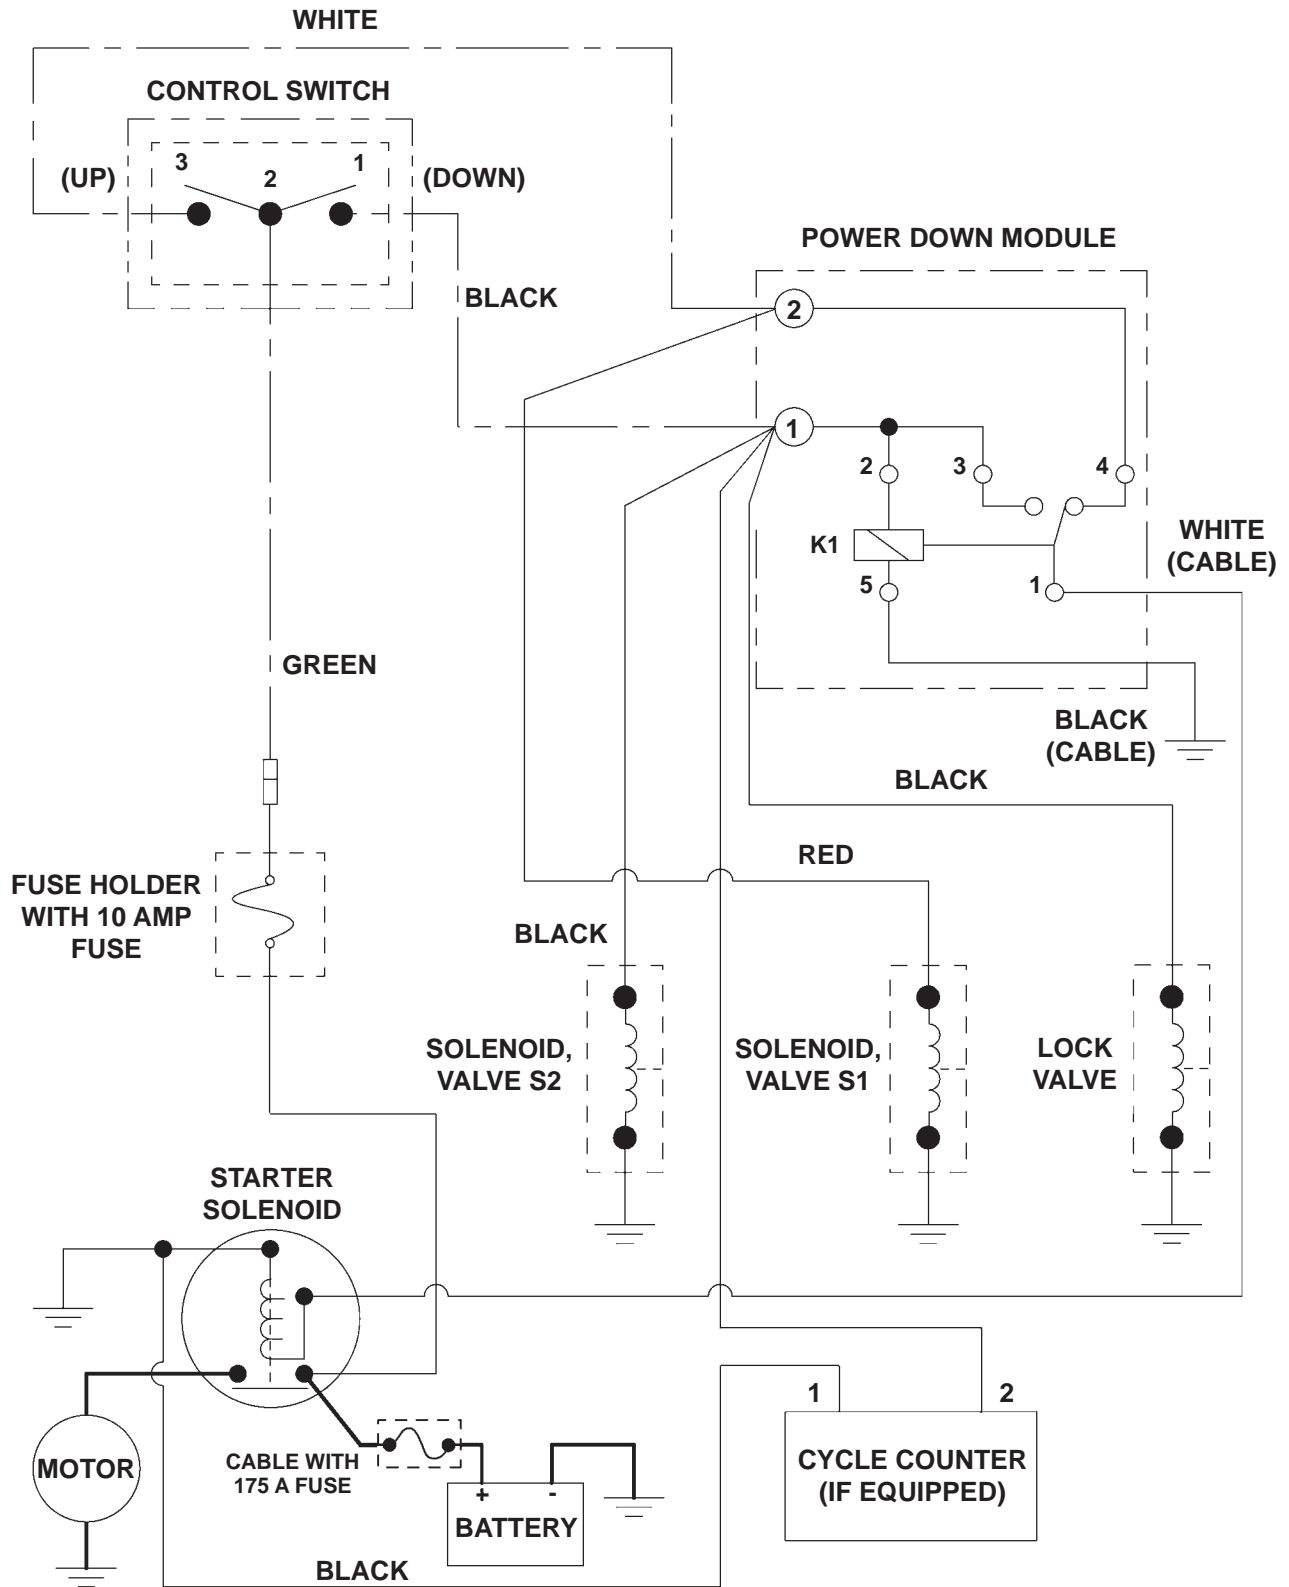 WHITE
CONTROL SWITCH
3
1
(UP)
2
(DOWN)
POWER DOWN MODULE
BLACK
2
1
2
3
4
K1
WHITE
(CABLE)
5
1
GREEN
BLACK
(CABLE)
BLACK
RED
FUSE HOLDER
WITH 10 AMP
FUSE
BLACK
SOLENOID,
VALVE S2
SOLENOID,
VALVE S1
LOCK
VALVE
STARTER
SOLENOID
1
2
CABLE WITH
175 A FUSE
MOTOR
CYCLE COUNTER
(IF EQUIPPED)
+
-
BATTERY
BLACK